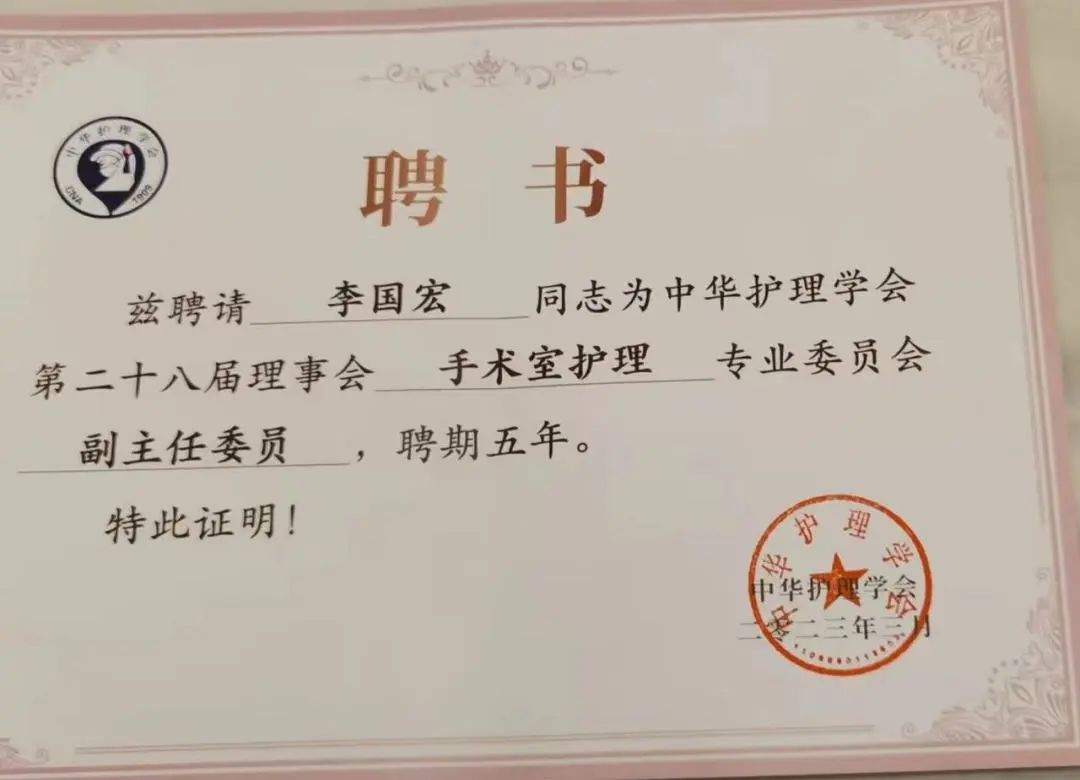 中华护理学会
CNA 1909
聘 书
兹聘请 李国宏 同志为中华护理学会
第二十八届理事会 手术室护理 专业委员会
副主任委员 ，聘期五年。
特此证明！
中华护理学会
中华护理学会
二零二三年三月